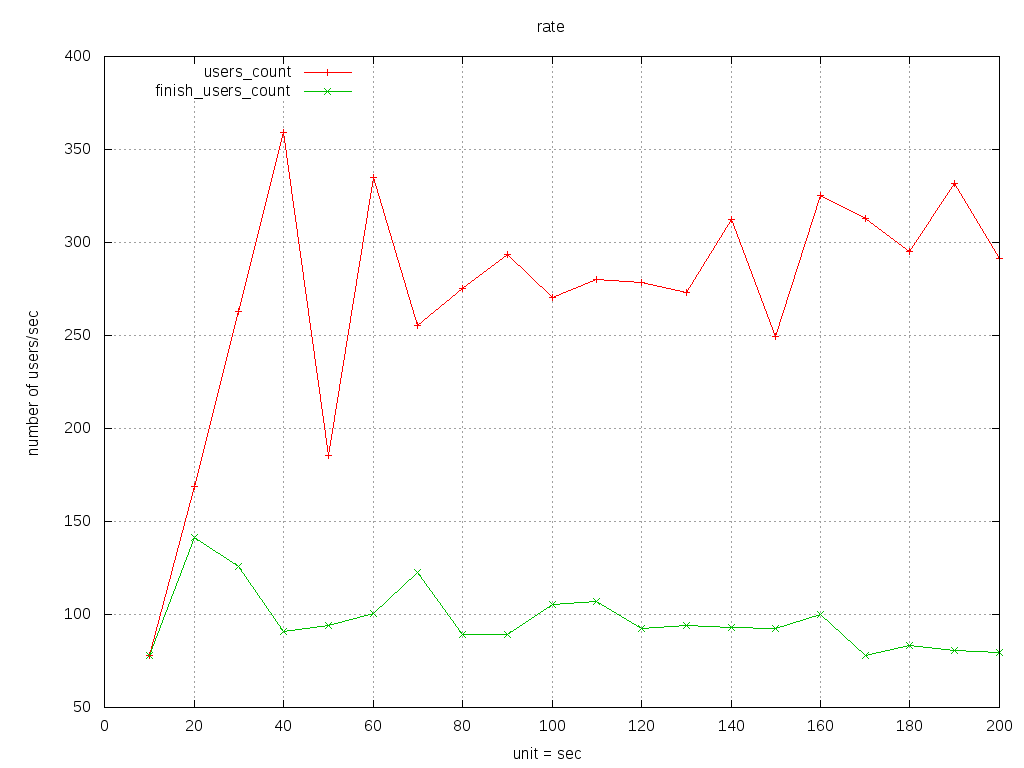 rate
400
users_count
finish_users_count
350
300
250
200
150
100
50
number of users/sec
0 20 40 60 80 100 120 140 160 180 200
unit = sec